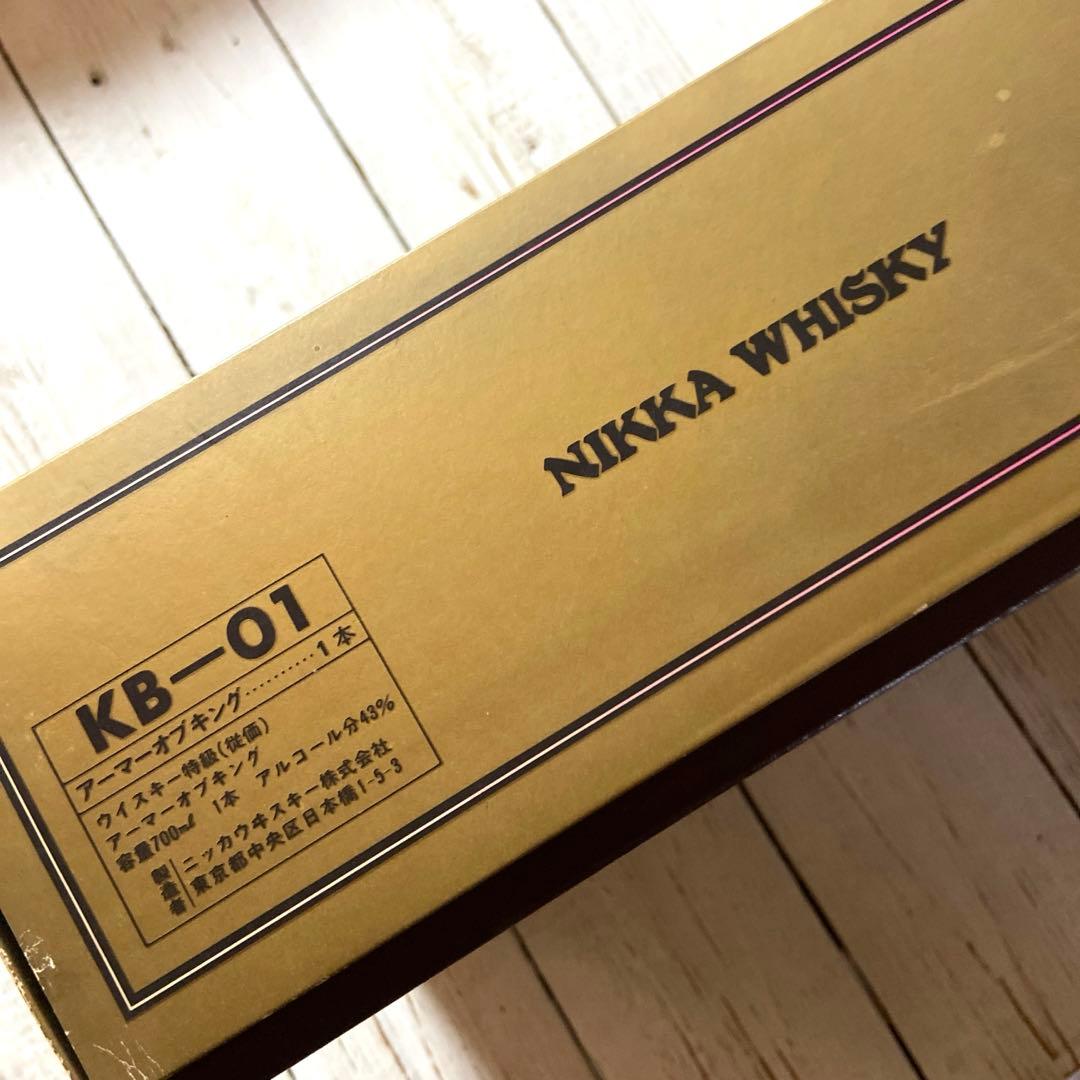 NIKKA WHISKY
KB-01
アーマーオブキング..........1本
ウイスキー特級(従価)
アーマーオブキング
容量700ml 1本 アルコール分43%
製造者 ニッカウヰスキー株式会社
東京都中央区日本橋1-5-3